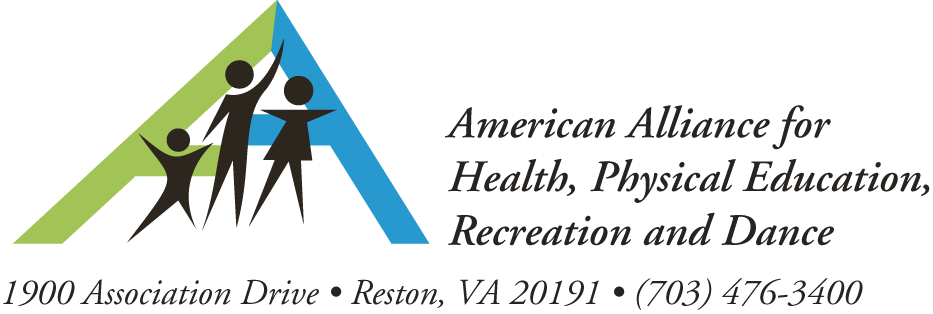 American Alliance for
Health, Physical Education,
Recreation and Dance
1900 Association Drive • Reston, VA 20191 • (703) 476-3400